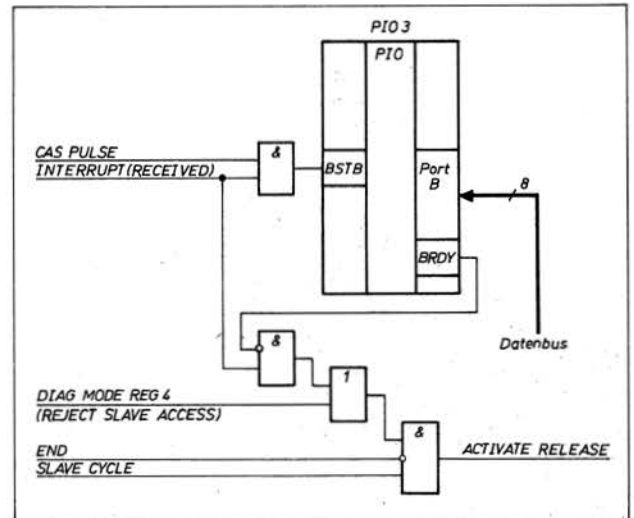 PIO 3
PIO
CAS PULSE
INTERRUPT (RECEIVED)
&
BSTB
Port
B
8
BRDY
Datenbus
&
1
DIAG MODE REG 4
(REJECT SLAVE ACCESS)
&
END
SLAVE CYCLE
ACTIVATE RELEASE